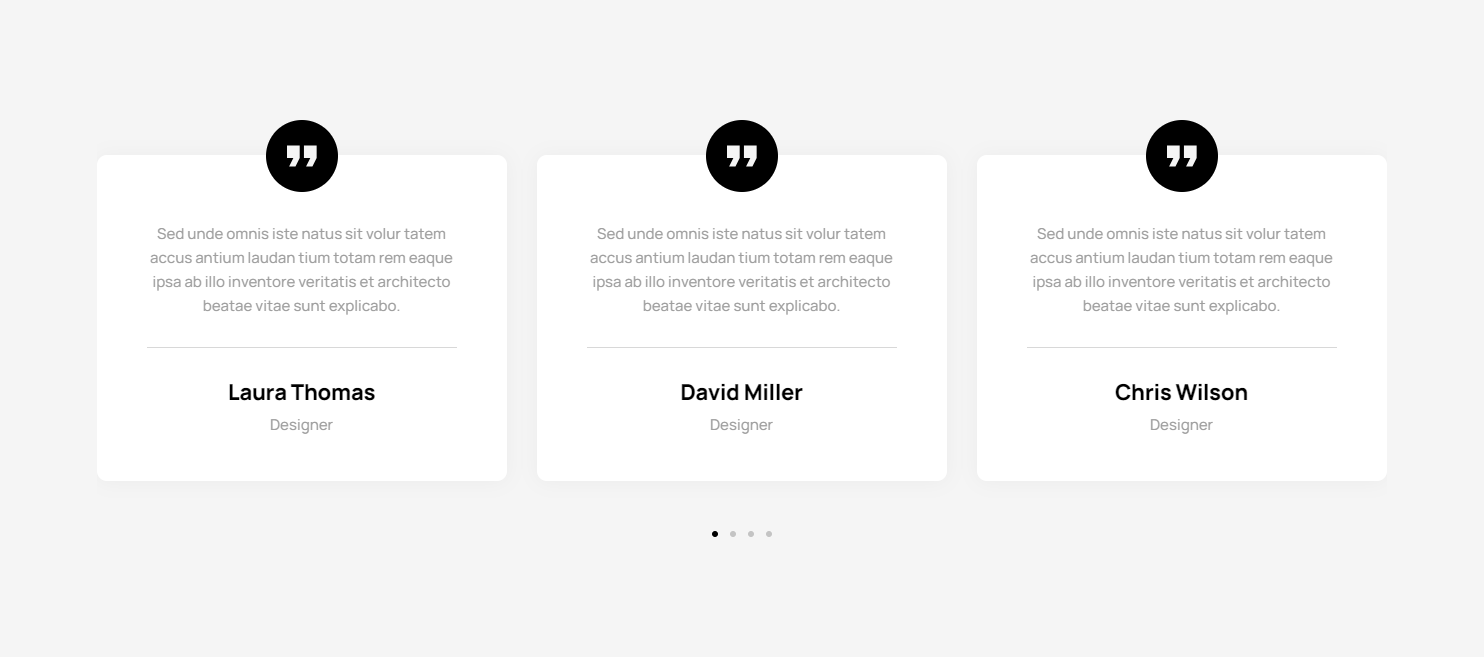 Sed unde omnis iste natus sit volur tatem
accus antium laudan tium totam rem eaque
ipsa ab illo inventore veritatis et architecto
beatae vitae sunt explicabo.
Laura Thomas
Designer
Sed unde omnis iste natus sit volur tatem
accus antium laudan tium totam rem eaque
ipsa ab illo inventore veritatis et architecto
beatae vitae sunt explicabo.
David Miller
Designer
Sed unde omnis iste natus sit volur tatem
accus antium laudan tium totam rem eaque
ipsa ab illo inventore veritatis et architecto
beatae vitae sunt explicabo.
Chris Wilson
Designer